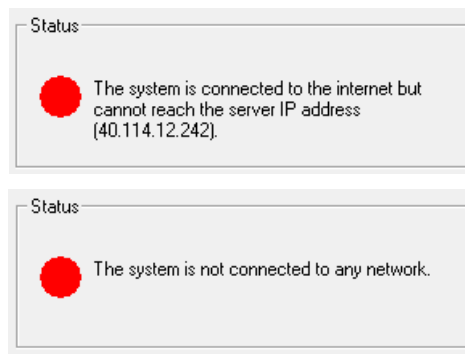 Status
The system is connected to the internet but
cannot reach the server IP address
(40.114.12.242).
Status
The system is not connected to any network.